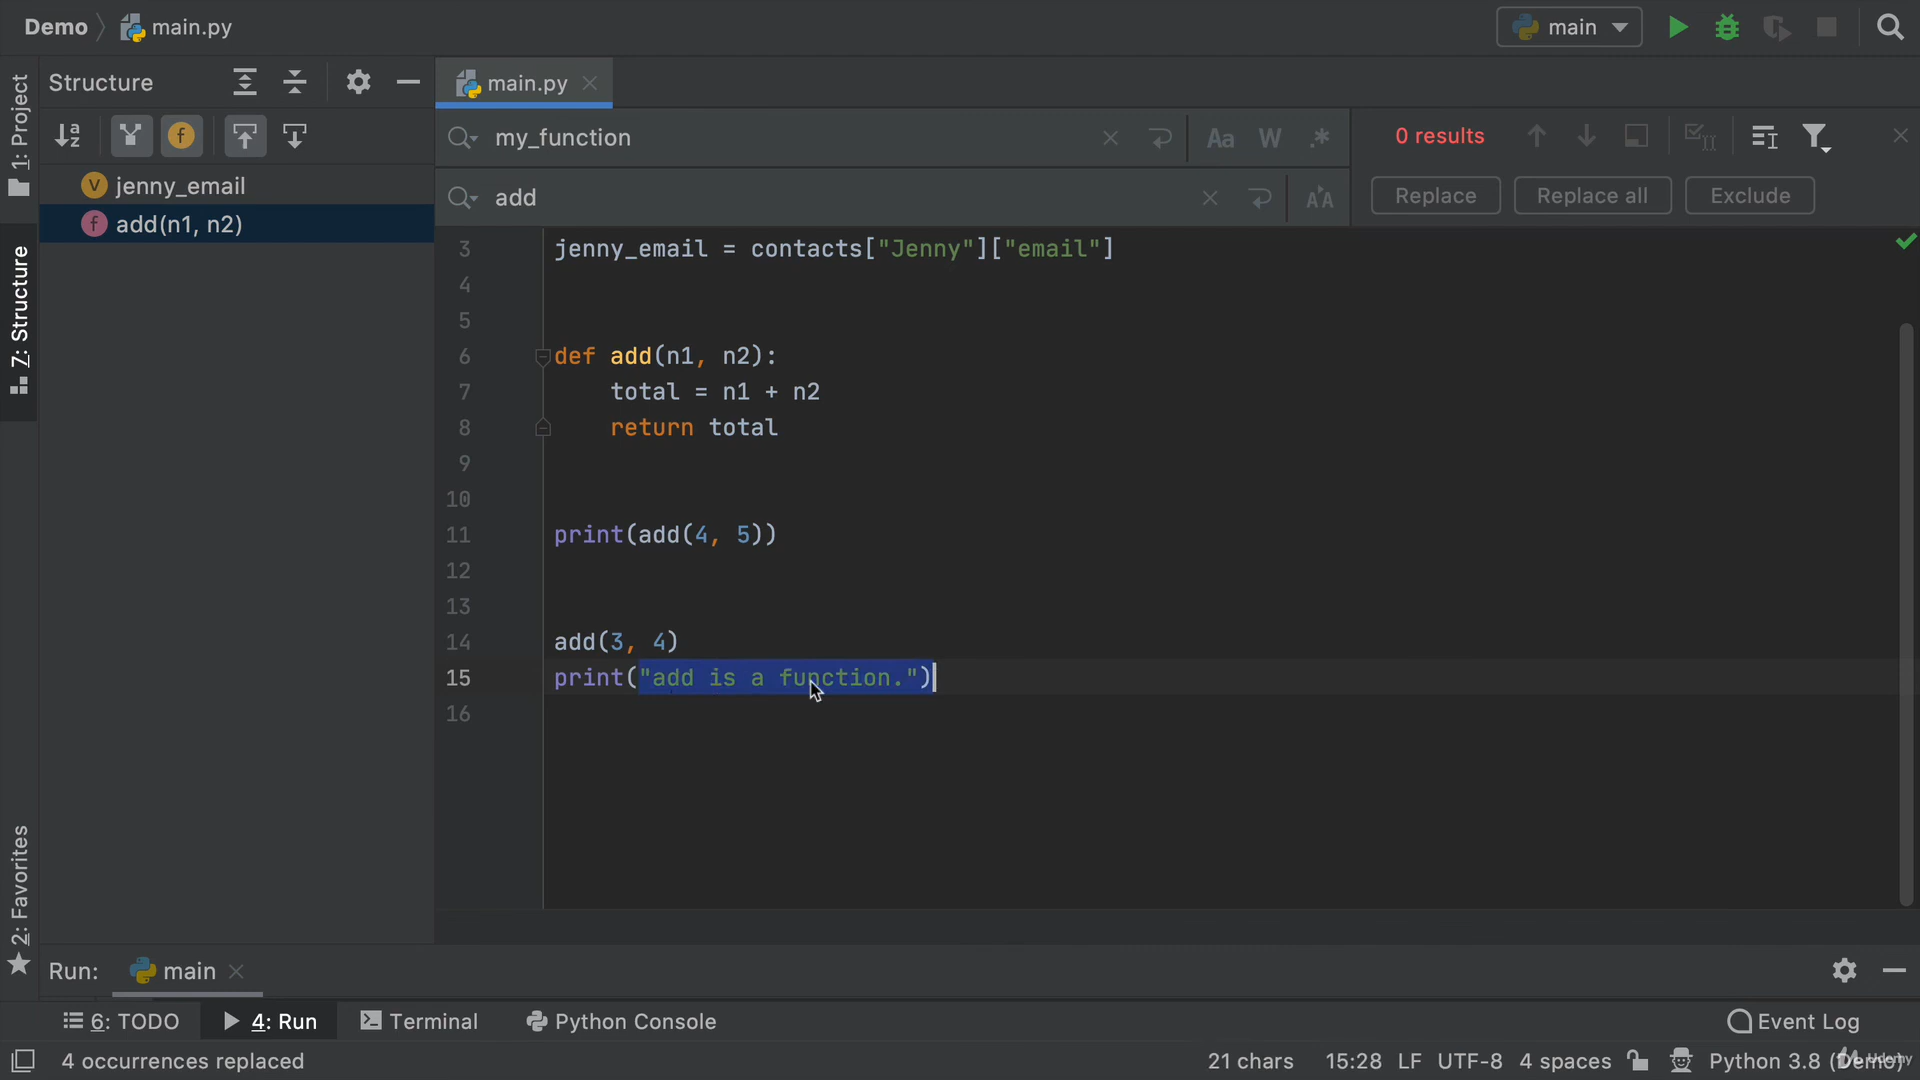 Demo
main.py
main
1: Project
Structure
main.py
my_function
Aa
W
.*
0 results
add
Replace
Replace all
Exclude
jenny_email
add(n1, n2)
Z: Structure
3 jenny_email = contacts["Jenny"]["email"]
4
5
6 def add(n1, n2):
7 total = n1 + n2
8 return total
9
10
11 print(add(4, 5))
12
13
14 add(3, 4)
15 print("add is a function.")
16
2: Favorites
Run:
main
6: TODO
4: Run
Terminal
Python Console
Event Log
4 occurrences replaced
21 chars
15:28
LF
UTF-8
4 spaces
Python 3.8 (Demo)
Udemy